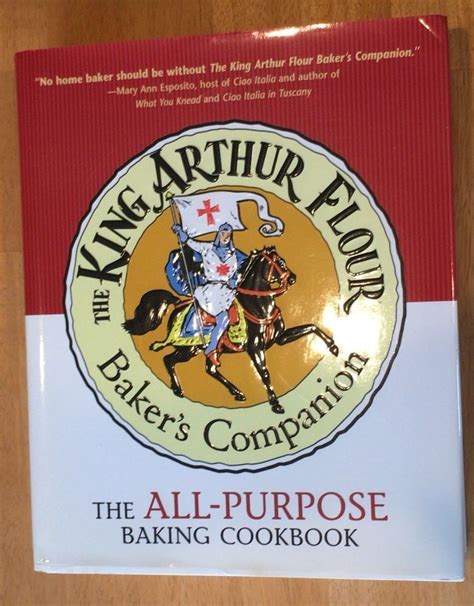 "No home baker should be without The King Arthur Flour Baker's Companion."
—Mary Ann Esposito, host of Ciao Italia and author of
What You Knead and Ciao Italia in Tuscany
THE KING ARTHUR FLOUR
Baker's Companion
THE ALL-PURPOSE
BAKING COOKBOOK